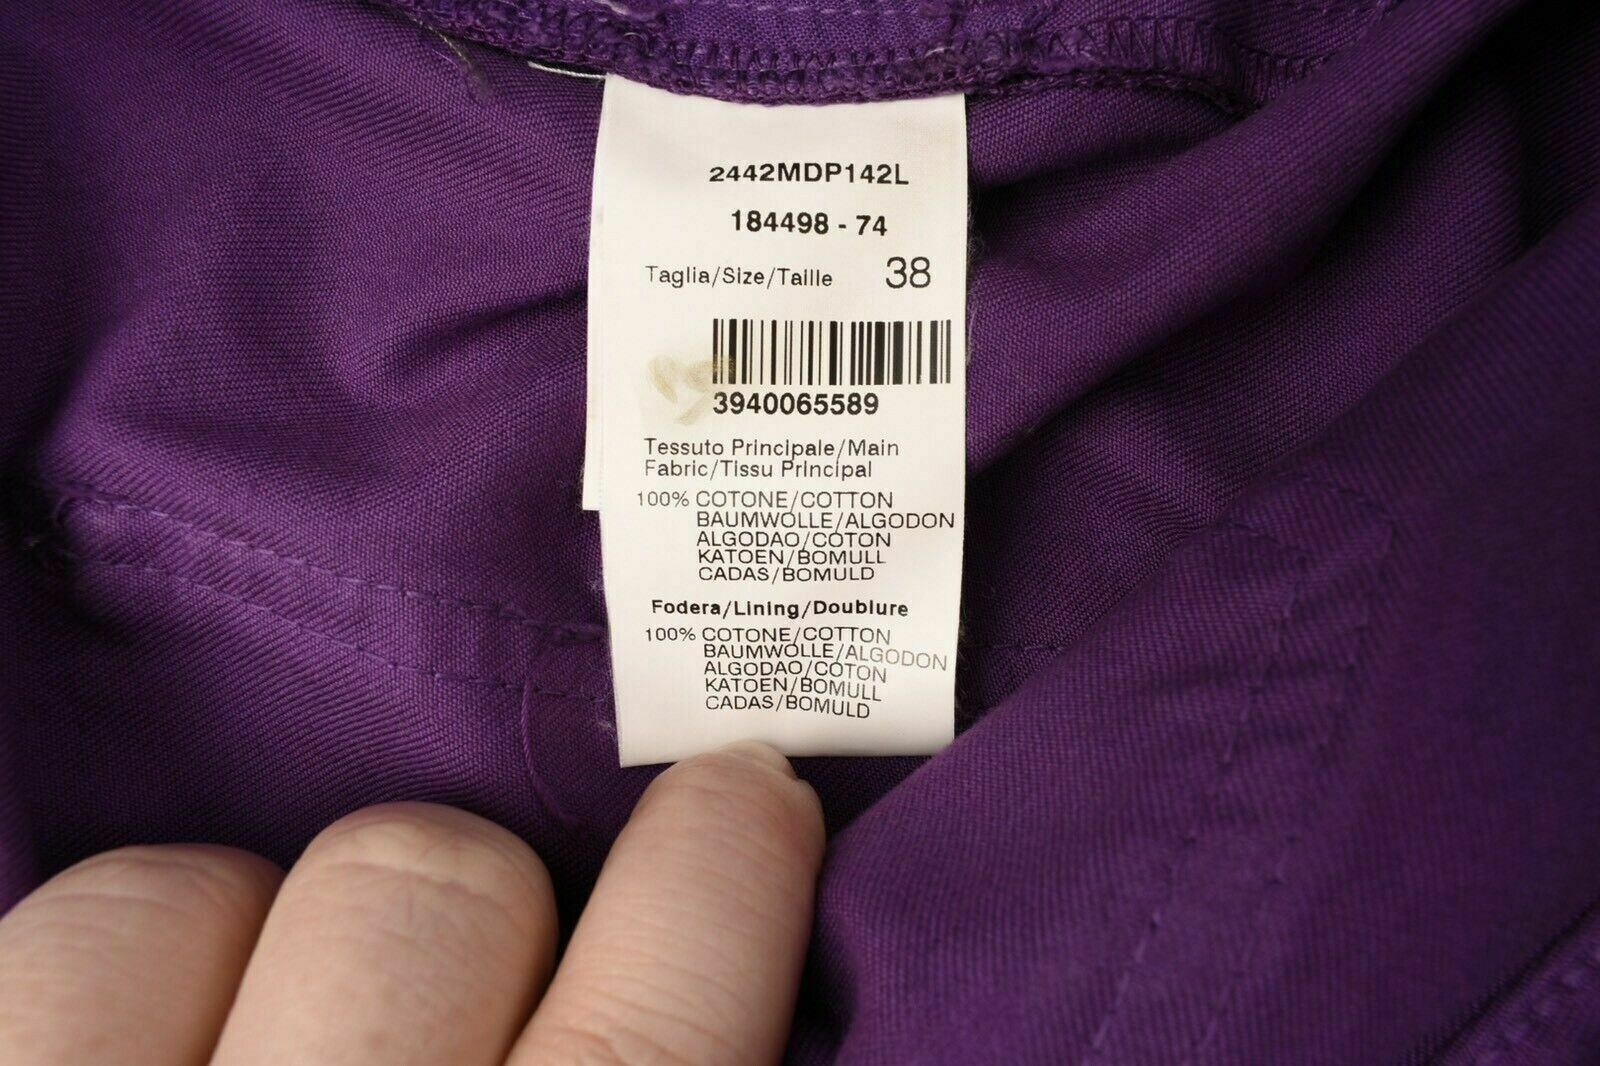 2442MDP142L
184498 - 74
Taglia/Size/Taille 38
3940065589
Tessuto Principale/Main
Fabric/Tissu Principal
100% COTONE/COTTON
BAUMWOLLE/ALGODON
ALGODAO/COTON
KATOEN/BOMULL
CADAS/BOMULD
Fodera/Lining/Doublure
100% COTONE/COTTON
BAUMWOLLE/ALGODON
ALGODAO/COTON
KATOEN/BOMULL
CADAS/BOMULD